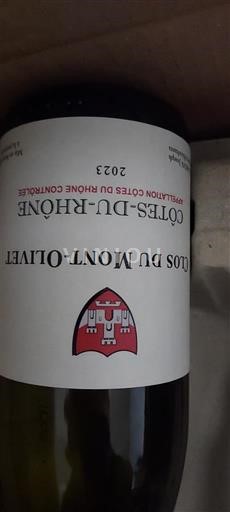 CLOS DU MONT-OLIVET
CÔTES-DU-RHÔNE
APPELLATION CÔTES DU RHÔNE CONTRÔLÉE
2023